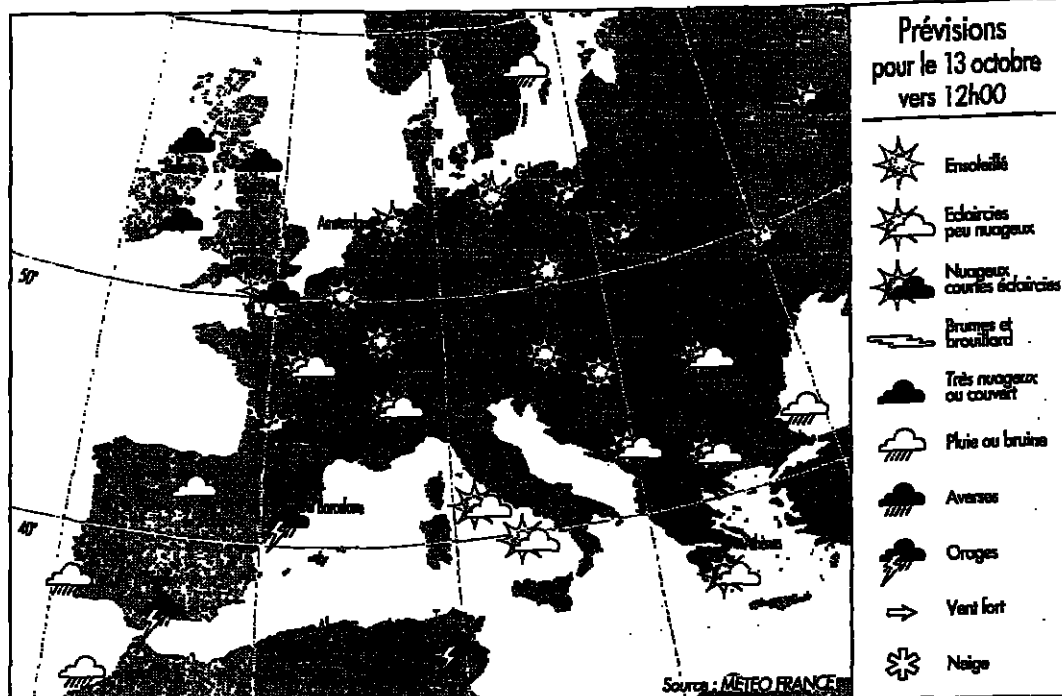 Prévisions
pour le 13 octobre
vers 12h00
Ensoleillé
Eclaircies
peu nuageux
Nuageux
courtes éclaircies
Brumes et
brouillard
Très nuageux
ou couvert
Pluie ou bruine
Averses
Orages
Vent fort
Neige
50°
40°
Source : METEO FRANCE